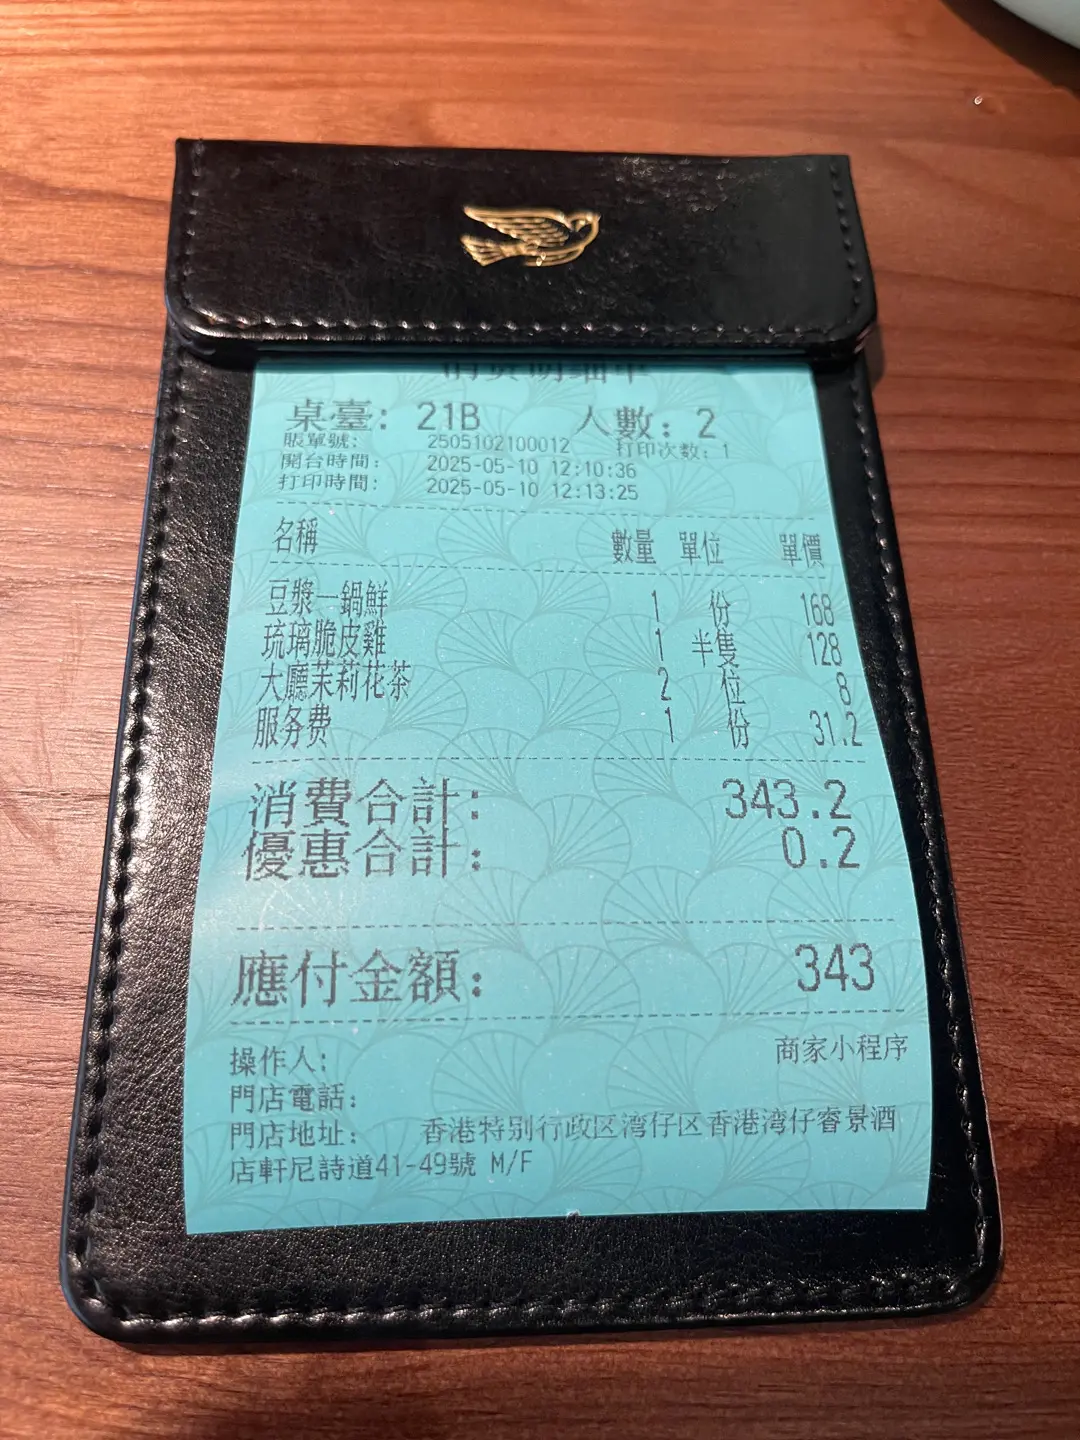 桌臺: 21B 人數: 2
賬單號: 2505102100012 打印次數: 1
開台時間: 2025-05-10 12:10:36
打印時間: 2025-05-10 12:13:25
名稱 數量 單位 單價
豆漿一鍋鮮 1 份 168
琉璃脆皮雞 1 半隻 128
大廳茉莉花茶 2 位 8
服务费 1 份 31.2
消費合計: 343.2
優惠合計: 0.2
應付金額: 343
操作人: 商家小程序
門店電話:
門店地址: 香港特别行政区湾仔区香港湾仔睿景酒
店軒尼詩道41-49號 M/F